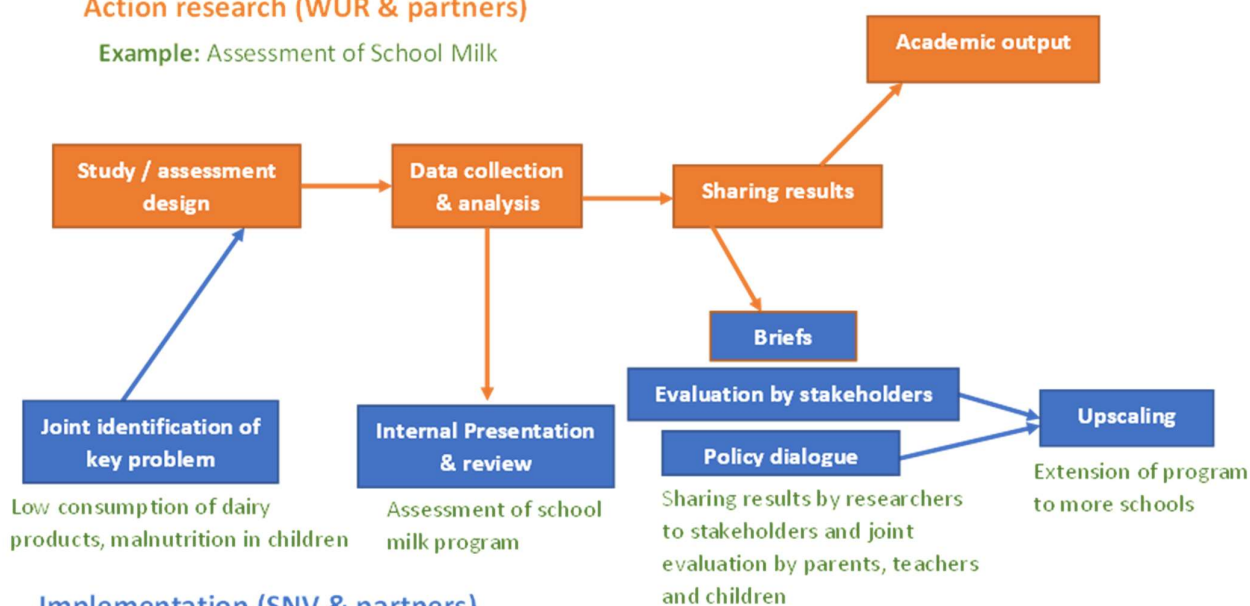 Action research (WUR & partners)
Example: Assessment of School Milk
Academic output
Study / assessment
design
Data collection
& analysis
Sharing results
Briefs
Evaluation by stakeholders
Policy dialogue
Upscaling
Joint identification of
key problem
Internal Presentation
& review
Low consumption of dairy
products, malnutrition in children
Assessment of school
milk program
Sharing results by researchers
to stakeholders and joint
evaluation by parents, teachers
and children
Extension of program
to more schools
Implementation (SNV & partners)